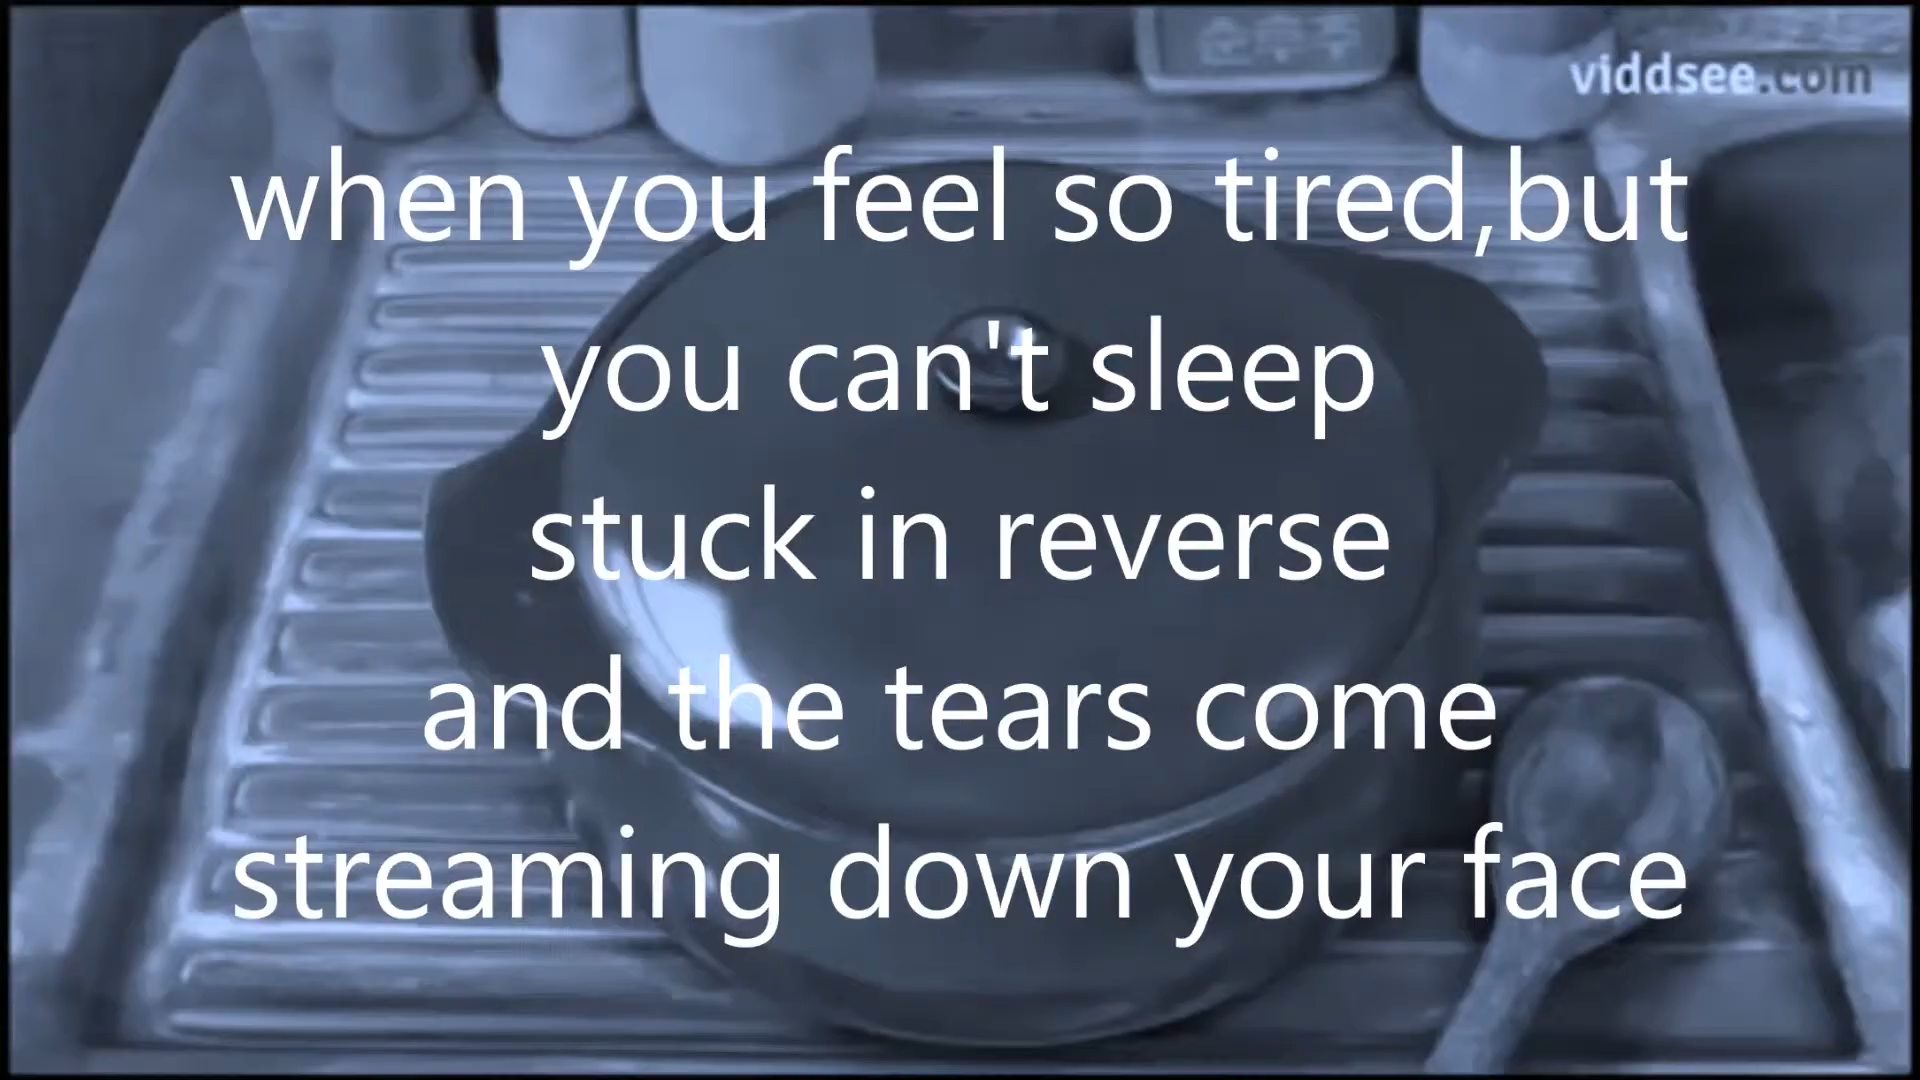 viddsee.com
when you feel so tired,but
you can't sleep
stuck in reverse
and the tears come
streaming down your face